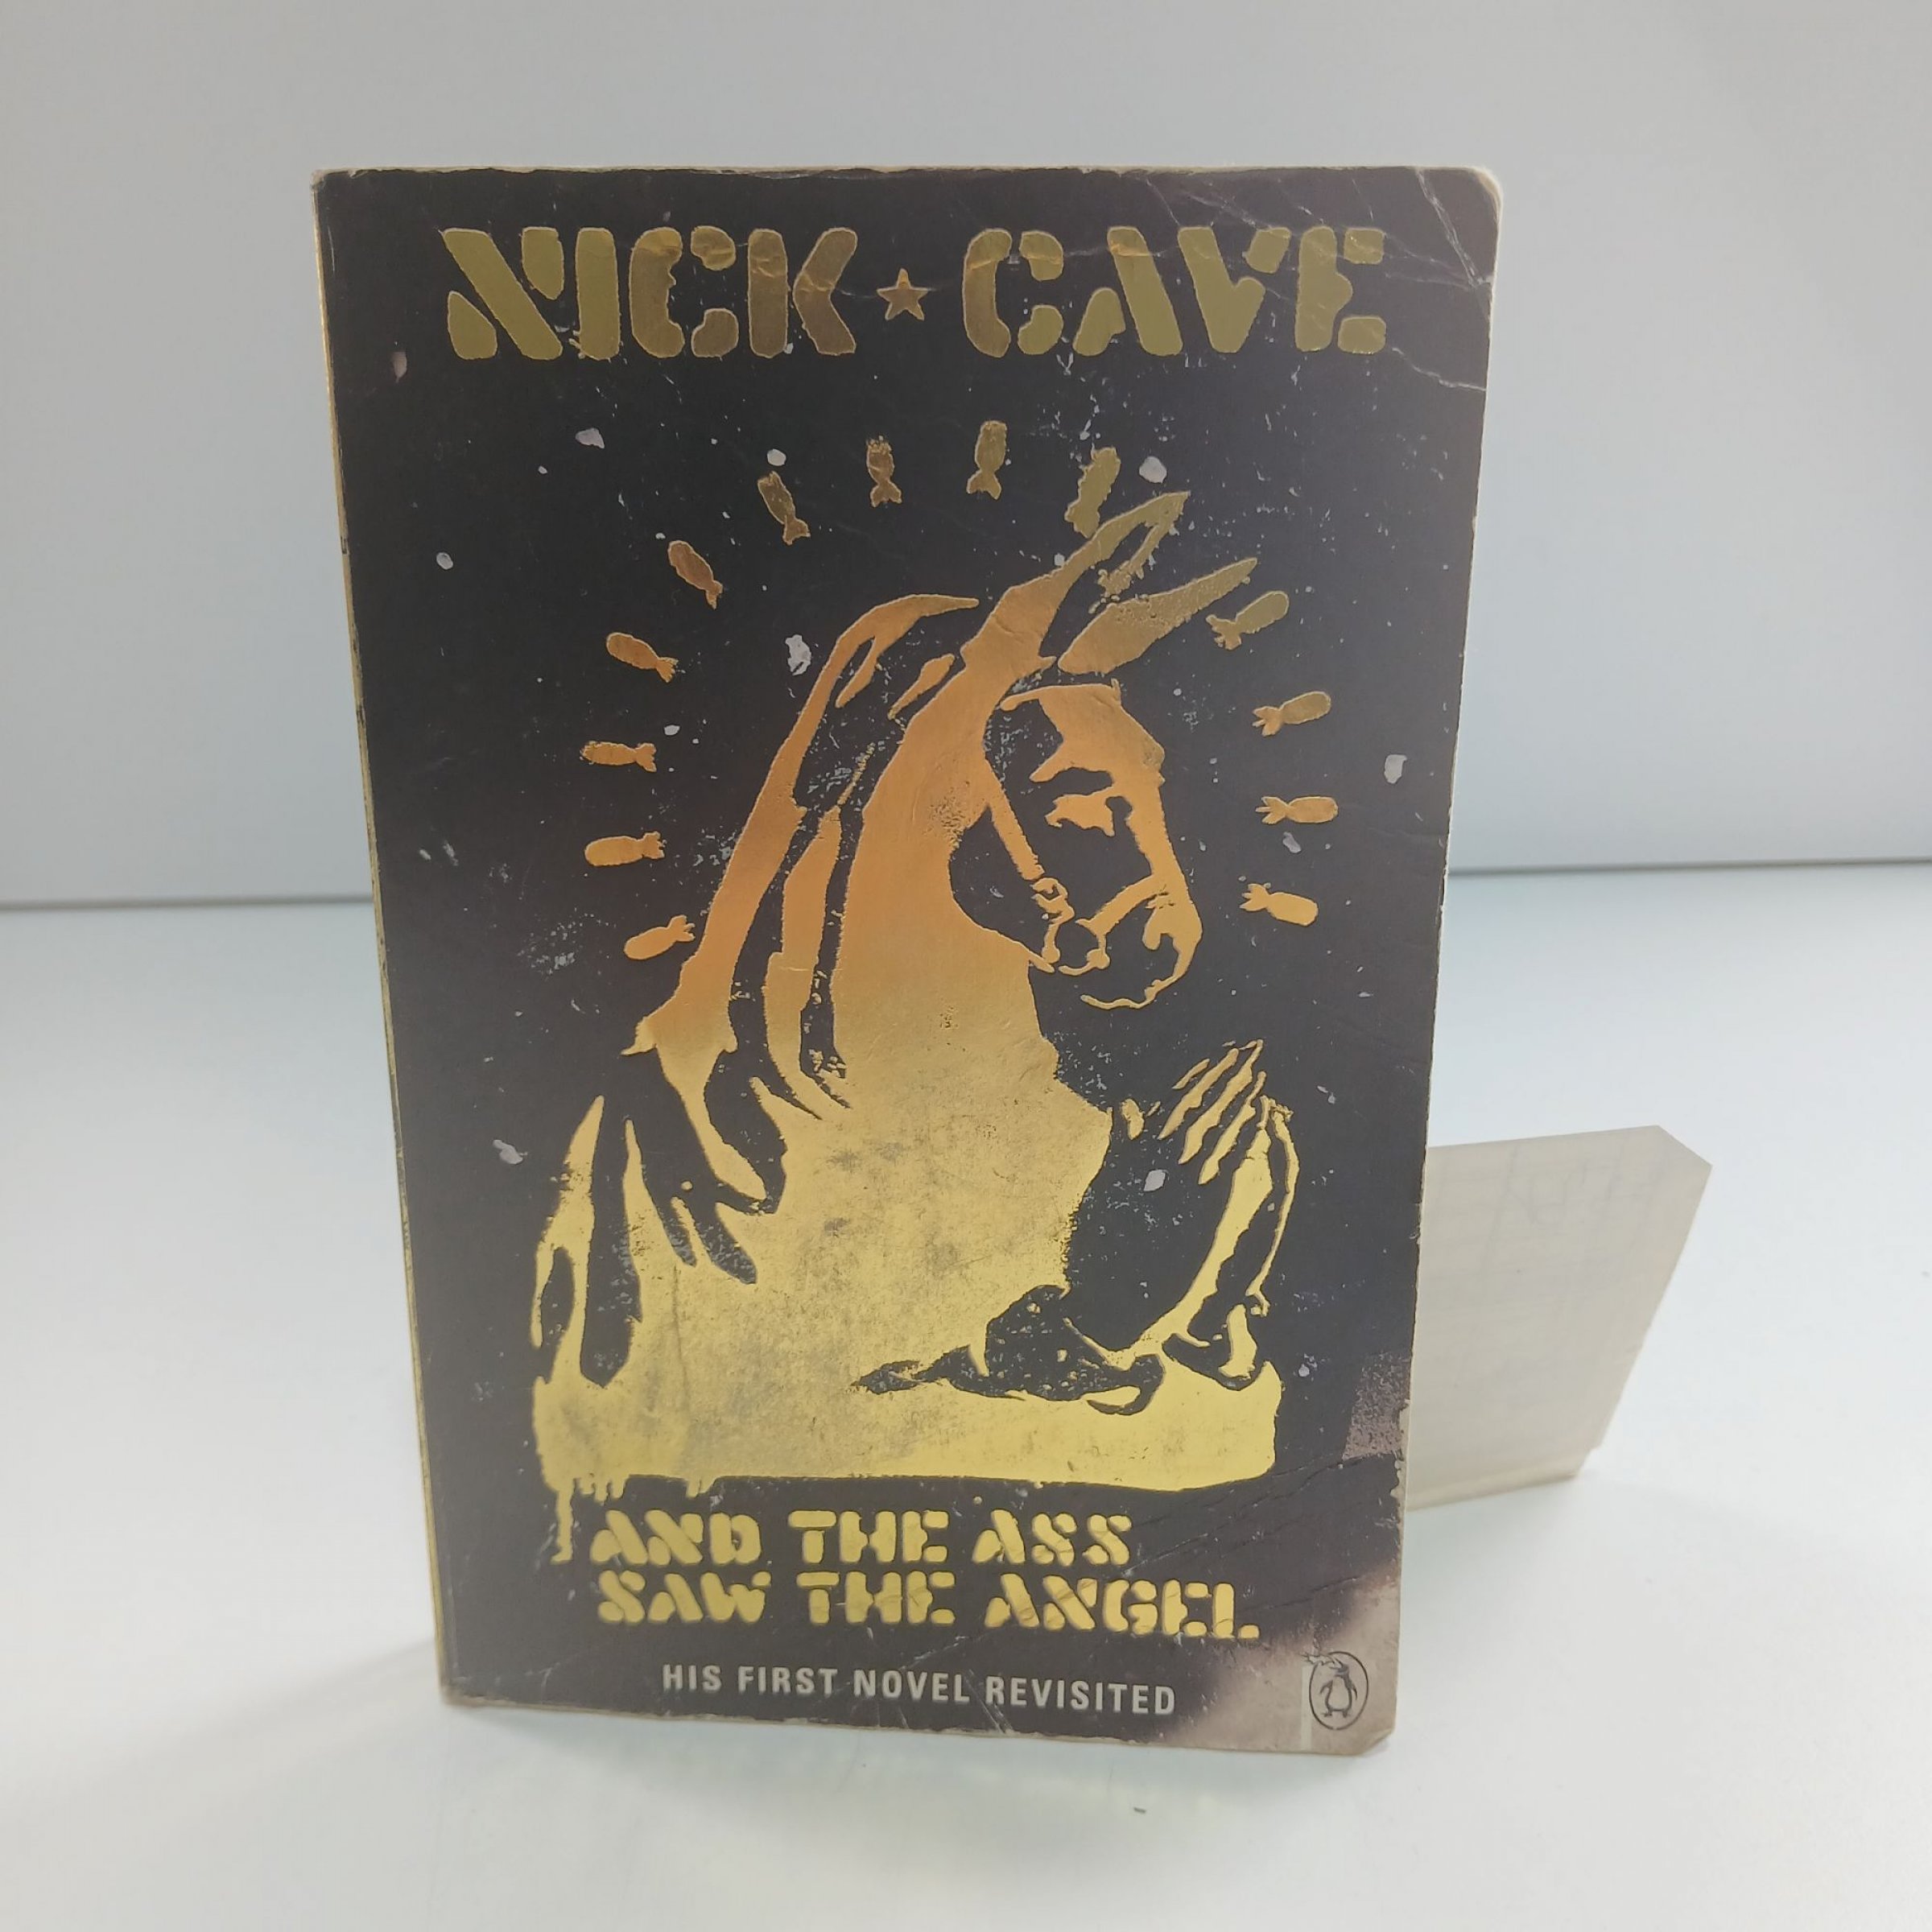 NICK ★ CAVE
AND THE ASS
SAW THE ANGEL
HIS FIRST NOVEL REVISITED